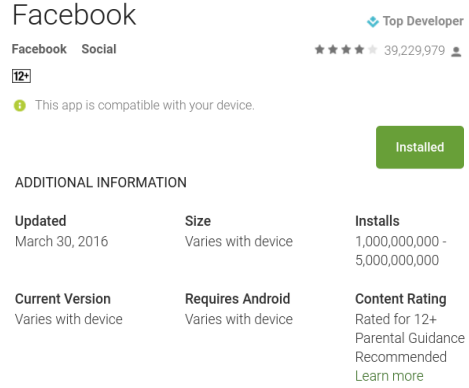 Facebook
Top Developer
Facebook Social
39,229,979
12+
This app is compatible with your device.
Installed
ADDITIONAL INFORMATION
Updated
March 30, 2016
Size
Varies with device
Installs
1,000,000,000 -
5,000,000,000
Current Version
Varies with device
Requires Android
Varies with device
Content Rating
Rated for 12+
Parental Guidance
Recommended
Learn more